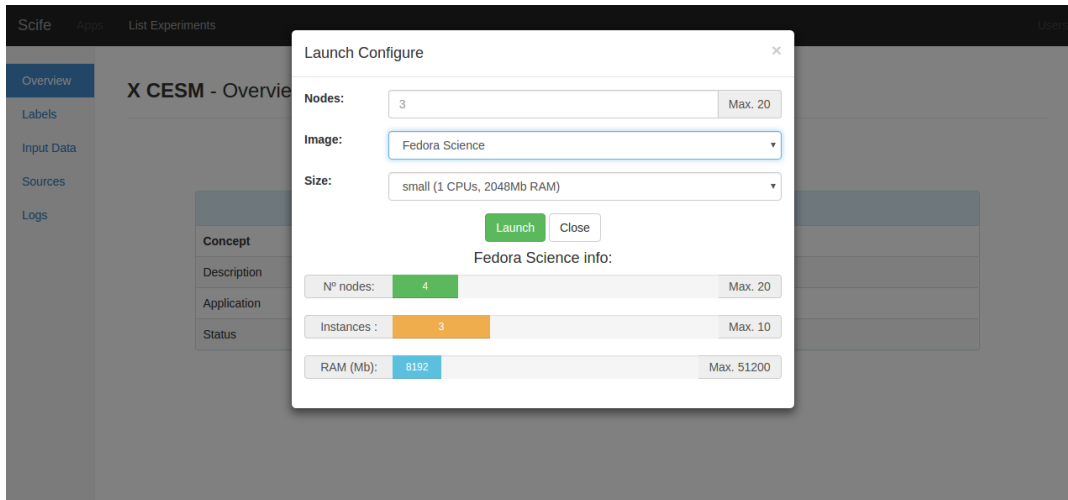 Scife Apps List Experiments Users
Launch Configure ×
Overview
X CESM - Overvie
Labels
Input Data
Sources
Logs
Concept
Description
Application
Status
Nodes: 3 Max. 20
Image: Fedora Science
Size: small (1 CPUs, 2048Mb RAM)
Launch Close
Fedora Science info:
Nº nodes: 4 Max. 20
Instances : 3 Max. 10
RAM (Mb): 8192 Max. 51200